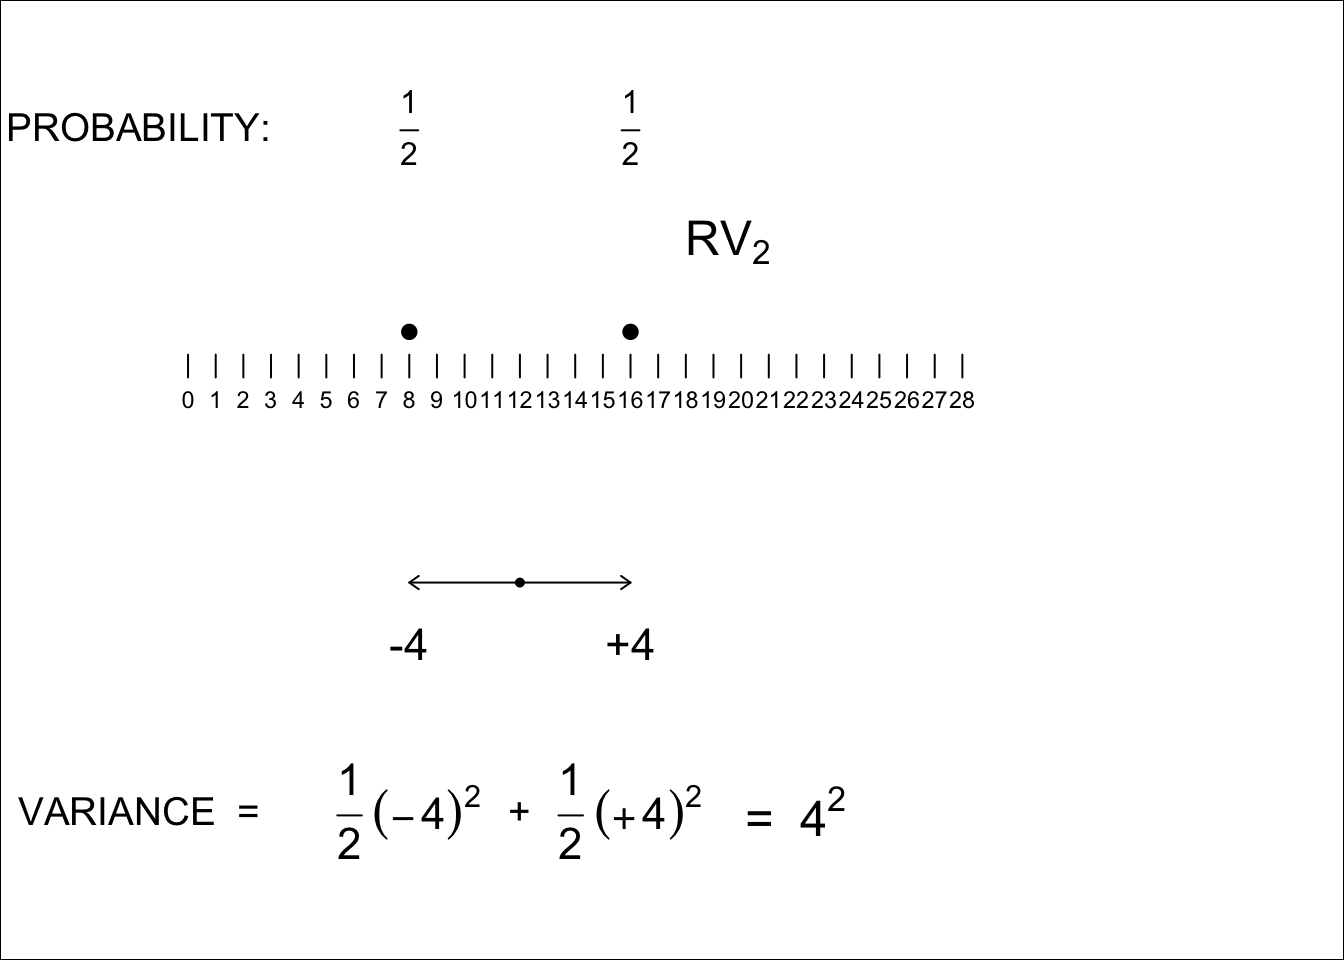 PROBABILITY: 1/2 1/2
RV₂
0 1 2 3 4 5 6 7 8 9 10 11 12 13 14 15 16 17 18 19 20 21 22 23 24 25 26 27 28
-4 +4
VARIANCE = 1/2 (−4)² + 1/2 (+4)² = 4²